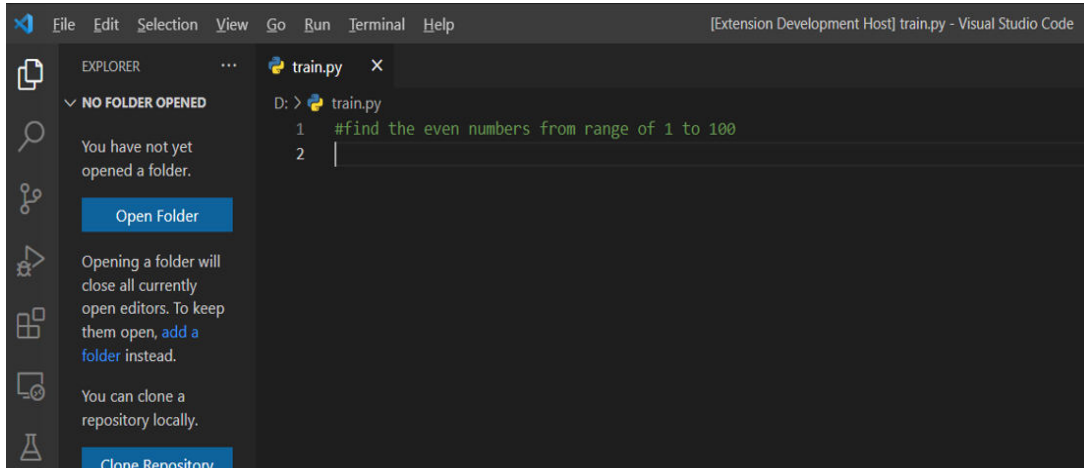 File Edit Selection View Go Run Terminal Help
[Extension Development Host] train.py - Visual Studio Code
EXPLORER ...
NO FOLDER OPENED
You have not yet
opened a folder.
Open Folder
Opening a folder will
close all currently
open editors. To keep
them open, add a
folder instead.
You can clone a
repository locally.
Clone Repository
train.py
D: > train.py
1 #find the even numbers from range of 1 to 100
2